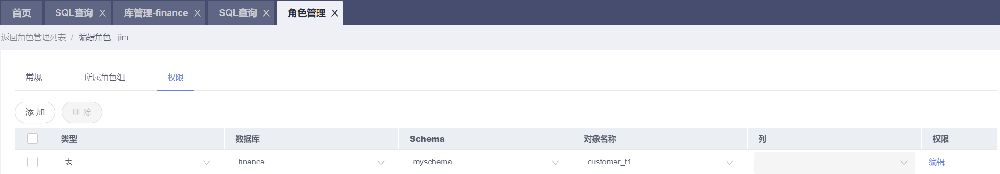 首页 SQL查询 X 库管理-finance X SQL查询 X 角色管理 X
返回角色管理列表 / 编辑角色 - jim
常规 所属角色组 权限
添 加 删 除
类型 数据库 Schema 对象名称 列 权限
表 finance myschema customer_t1 编辑